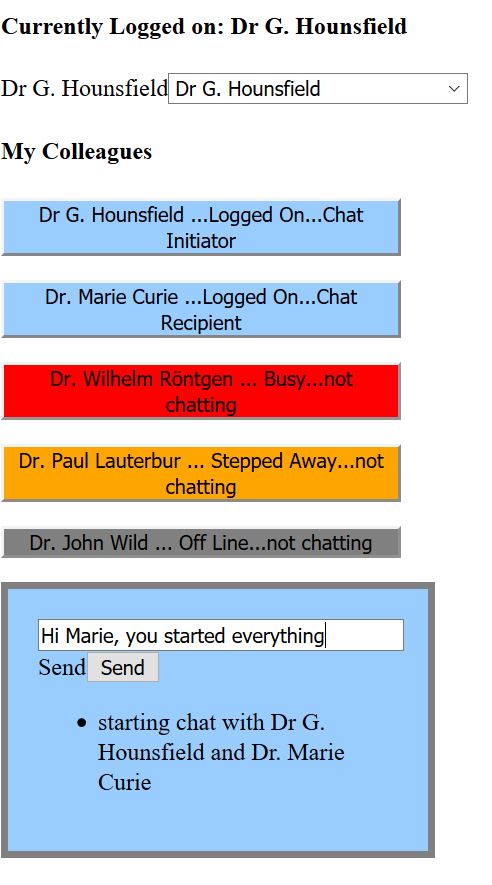 Currently Logged on: Dr G. Hounsfield
Dr G. Hounsfield Dr G. Hounsfield
My Colleagues
Dr G. Hounsfield ...Logged On...Chat
Initiator
Dr. Marie Curie ...Logged On...Chat
Recipient
Dr. Wilhelm Röntgen ... Busy...not
chatting
Dr. Paul Lauterbur ... Stepped Away...not
chatting
Dr. John Wild ... Off Line...not chatting
Hi Marie, you started everything
Send Send
• starting chat with Dr G.
Hounsfield and Dr. Marie
Curie